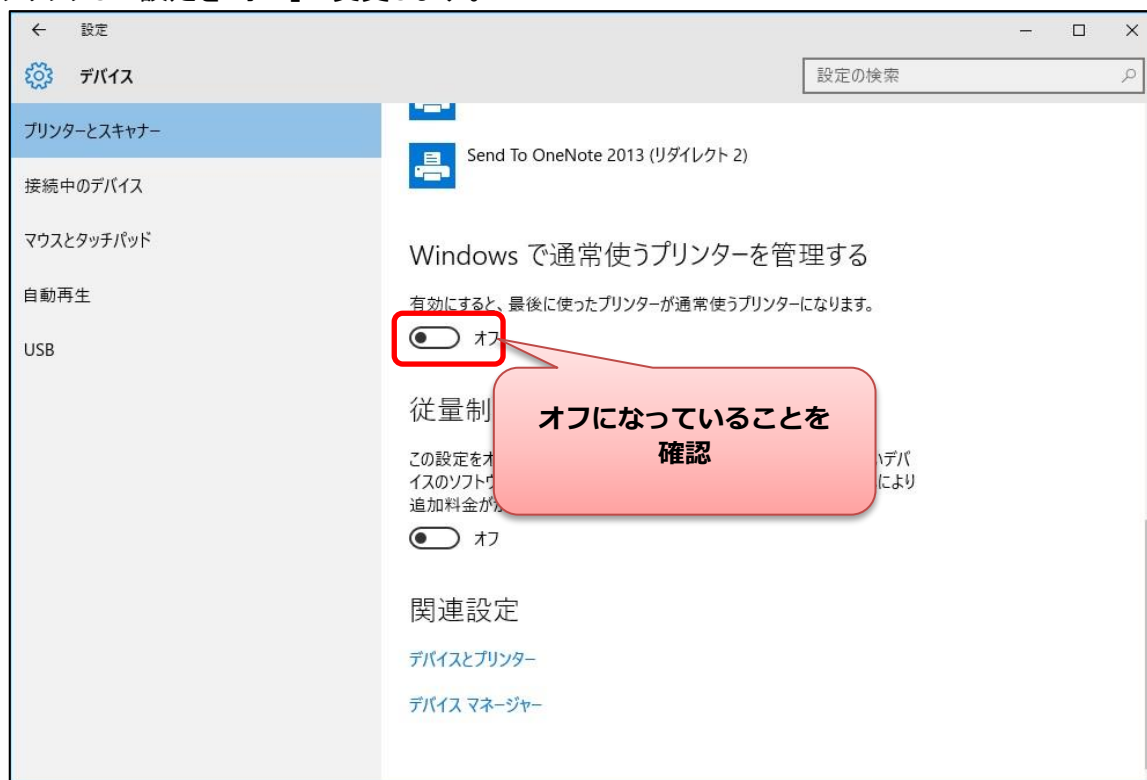 設定
デバイス
設定の検索
プリンターとスキャナー
接続中のデバイス
マウスとタッチパッド
自動再生
USB
Send To OneNote 2013 (リダイレクト 2)
Windows で通常使うプリンターを管理する
有効にすると、最後に使ったプリンターが通常使うプリンターになります。
オフ
オフになっていることを
確認
従量制
この設定をオ
デバ
イスのソフトウ
により
追加料金が
オフ
関連設定
デバイスとプリンター
デバイス マネージャー